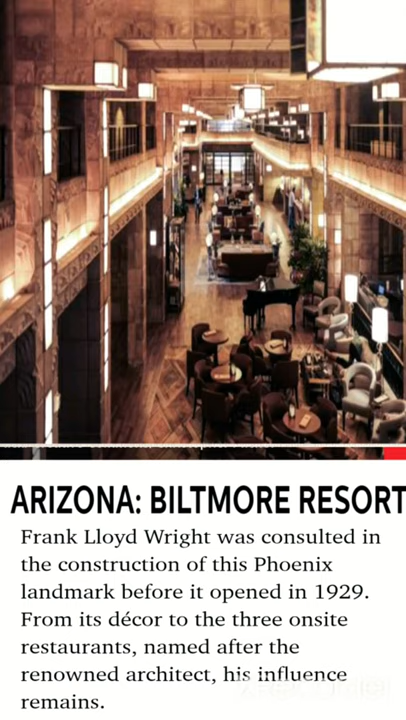 ARIZONA: BILTMORE RESORT
Frank Lloyd Wright was consulted in
the construction of this Phoenix
landmark before it opened in 1929.
From its décor to the three onsite
restaurants, named after the
renowned architect, his influence
remains.